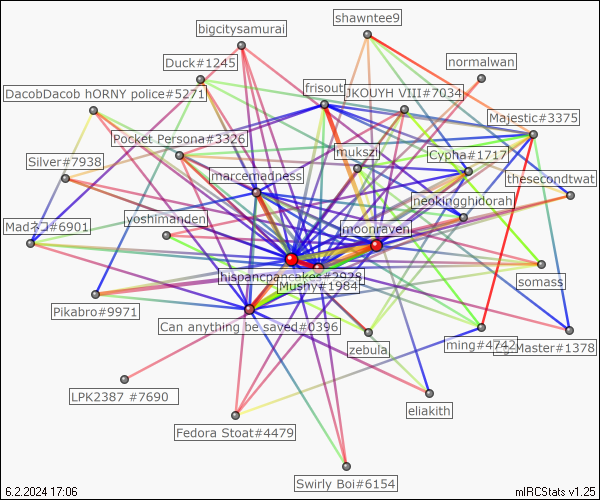 shawntee9
bigcitysamurai
normalwan
Duck#1245
frisout
JKOUYH VIII#7034
DacobDacob hORNY police#5271
Majestic#3375
Pocket Persona#3326
mukszi
Cypha#1717
Silver#7938
marcemadness
thesecondtwat
neokingghidorah
Madネコ#6901
yoshimanden
moonraven
hispancpancakes#2928
Mushy#1984
somass
Pikabro#9971
Can anything be saved#0396
zebula
ming#4742
Master#1378
LPK2387 #7690
eliakith
Fedora Stoat#4479
Swirly Boi#6154
6.2.2024 17:06
mIRCStats v1.25